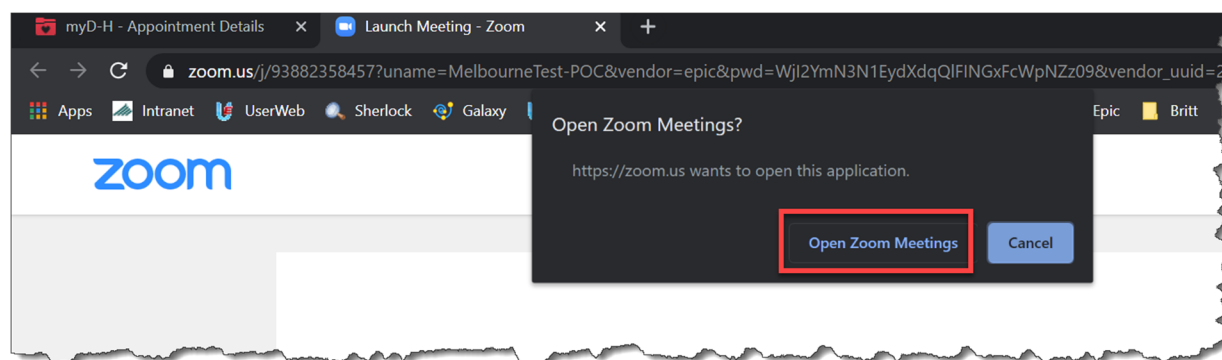 myD-H - Appointment Details
Launch Meeting - Zoom
zoom.us/j/93882358457?uname=MelbourneTest-POC&vendor=epic&pwd=WjI2YmN3N1EydXdqQlFINGxFcWpNZz09&vendor_uuid=2
Apps Intranet UserWeb Sherlock Galaxy Epic Britt
Open Zoom Meetings?
zoom
https://zoom.us wants to open this application.
Open Zoom Meetings Cancel